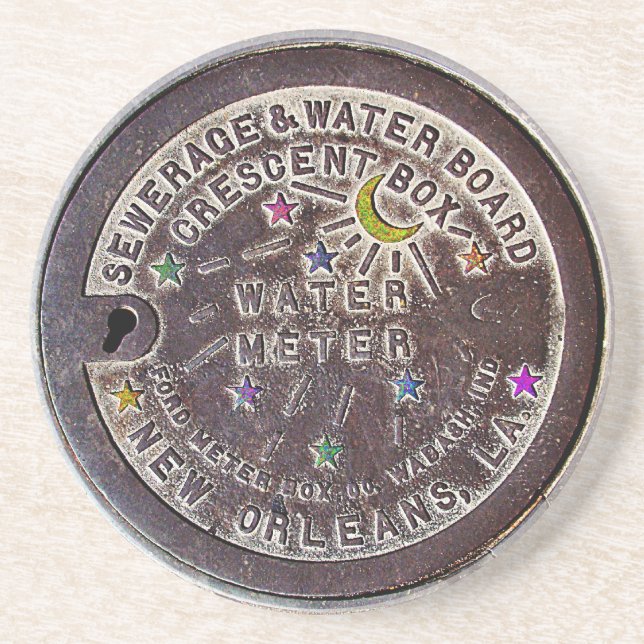 SEWERAGE & WATER BOARD
CRESCENT BOX
WATER
METER
FORD METER BOX CO. WABASH IND
NEW ORLEANS, LA.